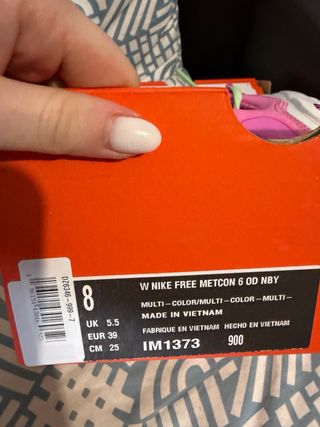 8
UK 5.5
EUR 39
CM 25
W NIKE FREE METCON 6 OD NBY
MULTI-COLOR/MULTI-COLOR-MULTI-
MADE IN VIETNAM
FABRIQUE EN VIETNAM HECHO EN VIETNAM
IM1373 900